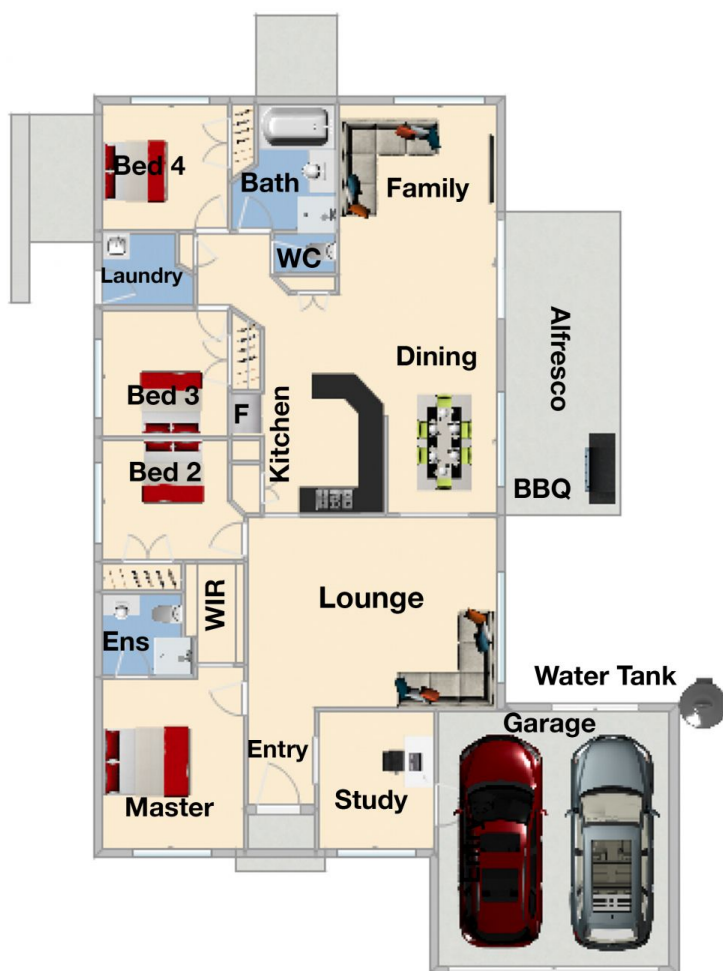 Bed 4
Bath
Family
WC
Laundry
Alfresco
Dining
Bed 3
F
Kitchen
Bed 2
BBQ
WIR
Lounge
Ens
Water Tank
Garage
Entry
Master
Study